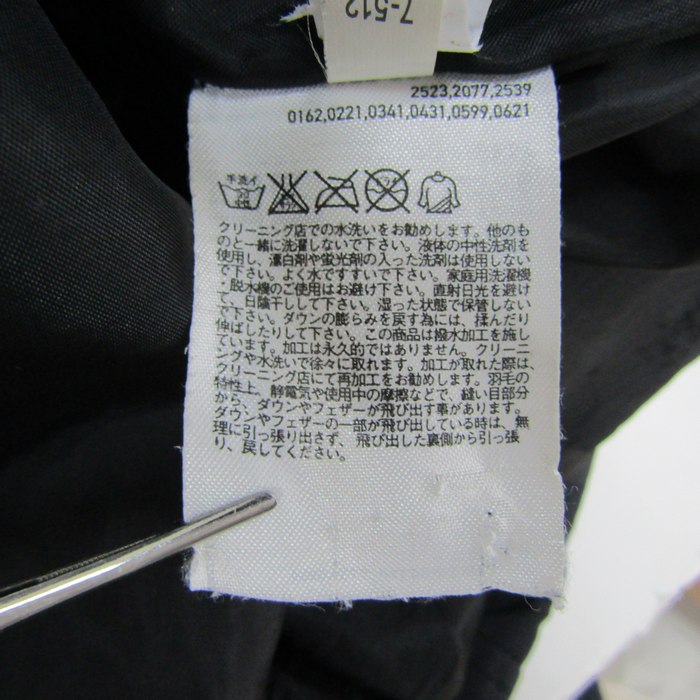 7-512
2523,2077,2539
0162,0221,0341,0431,0599,0621
手洗イ
クリーニング店での水洗いをお勧めします。他のも
のと一緒に洗濯しないで下さい。液体の中性洗剤を
使用し、漂白剤や蛍光剤の入った洗剤は使用しない
で下さい。よく水ですすいで下さい。家庭用洗濯機
・脱水機のご使用はお避け下さい。直射日光を避け
て、日陰干しして下さい。湿った状態で保管しない
で下さい。ダウンの膨らみを戻す為には、揉んだり
伸ばしたりして下さい。この商品は撥水加工を施し
ています。加工は永久的ではありません。クリーニ
ングや水洗いで徐々に取れます。加工が取れた際は、
クリーニング店にて再加工をお勧めします。羽毛の
特性上、静電気や使用中の摩擦などで、縫い目部分
から、ダウンやフェザーが飛び出す事があります。
ダウンやフェザーの一部が飛び出している時は、無
理に引っ張り出さず、飛び出した裏側から引っ張
り、戻してください。